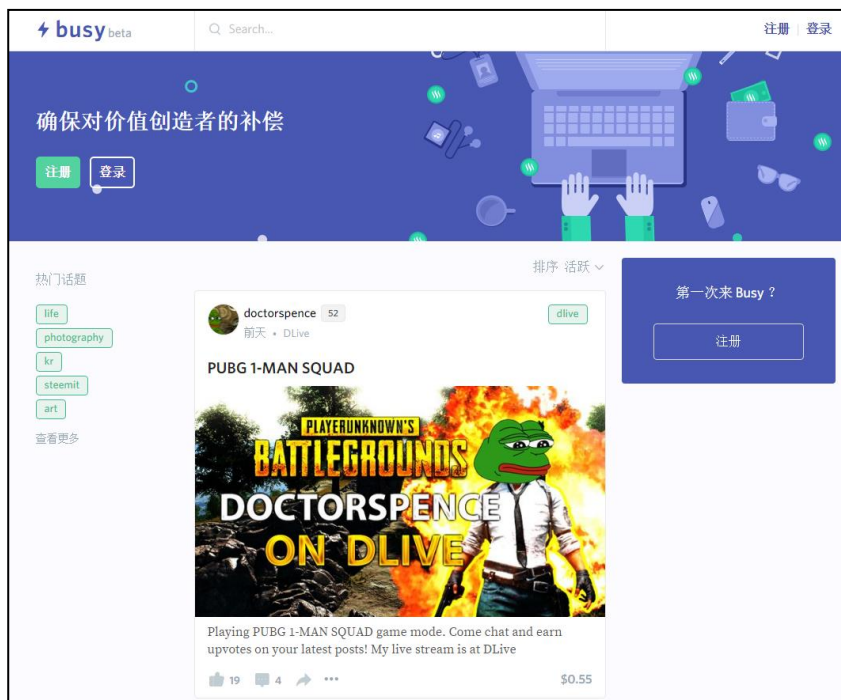 busy beta
Search...
注册 | 登录
确保对价值创造者的补偿
注册
登录
热门话题
life
photography
kr
steemit
art
查看更多
排序 活跃
doctorspence 52
前天 • DLive
dlive
PUBG 1-MAN SQUAD
PLAYERUNKNOWN'S
BATTLEGROUNDS
DOCTORSPENCE
ON DLIVE
Playing PUBG 1-MAN SQUAD game mode. Come chat and earn
upvotes on your latest posts! My live stream is at DLive
19
4
$0.55
第一次来 Busy ？
注册